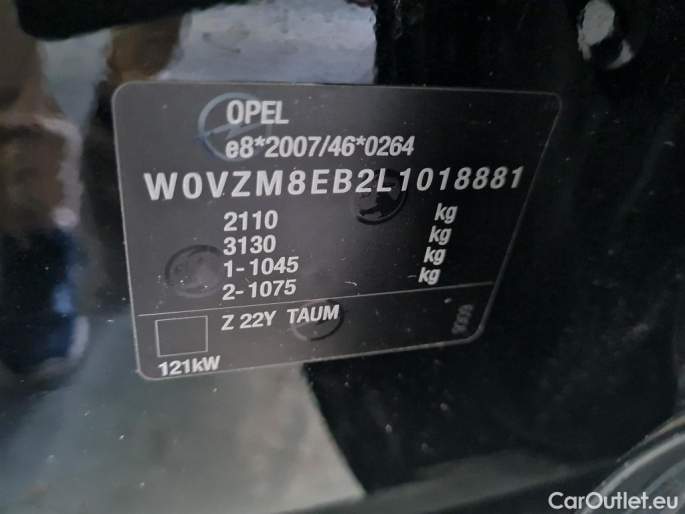 OPEL
e8*2007/46*0264
W0VZM8EB2L1018881
2110 kg
3130 kg
1-1045 kg
2-1075 kg
Z 22Y TAUM
121kW
CarOutlet.eu